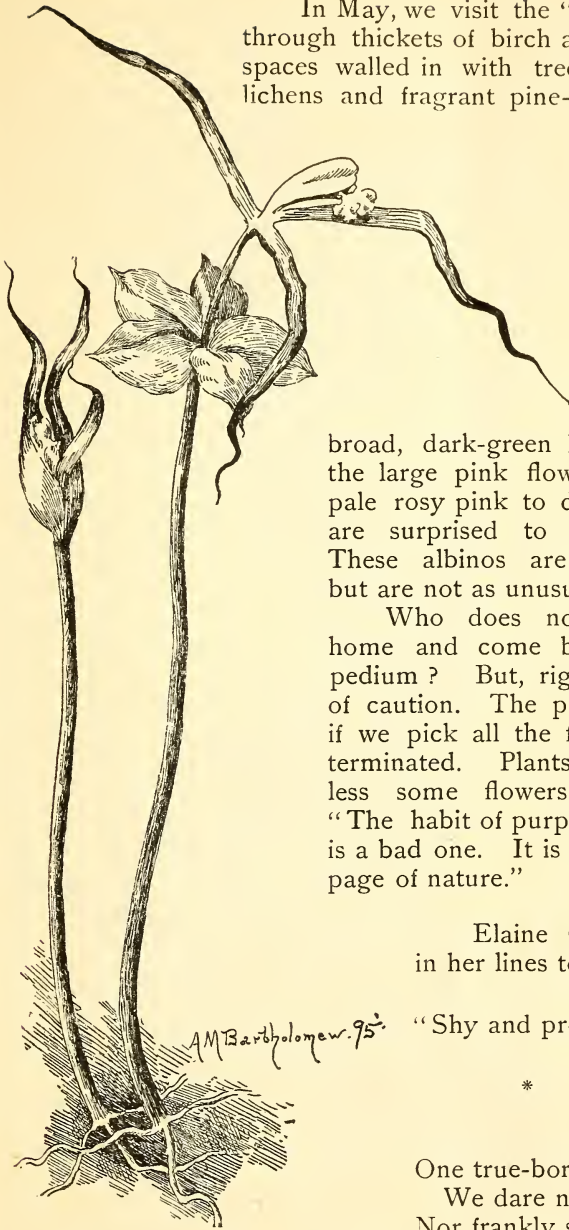 In May, we visit the “
through thickets of birch a
spaces walled in with tree
lichens and fragrant pine-
broad, dark-green
the large pink flow
pale rosy pink to c
are surprised to
These albinos are
but are not as unusu
Who does no
home and come b
pedium ? But, rig
of caution. The p
if we pick all the f
terminated. Plants
less some flowers
“The habit of purp
is a bad one. It is
page of nature.”
Elaine
in her lines to
AMBartholomew. 95.
“Shy and pr
*
One true-bor
We dare n
Nor frankly